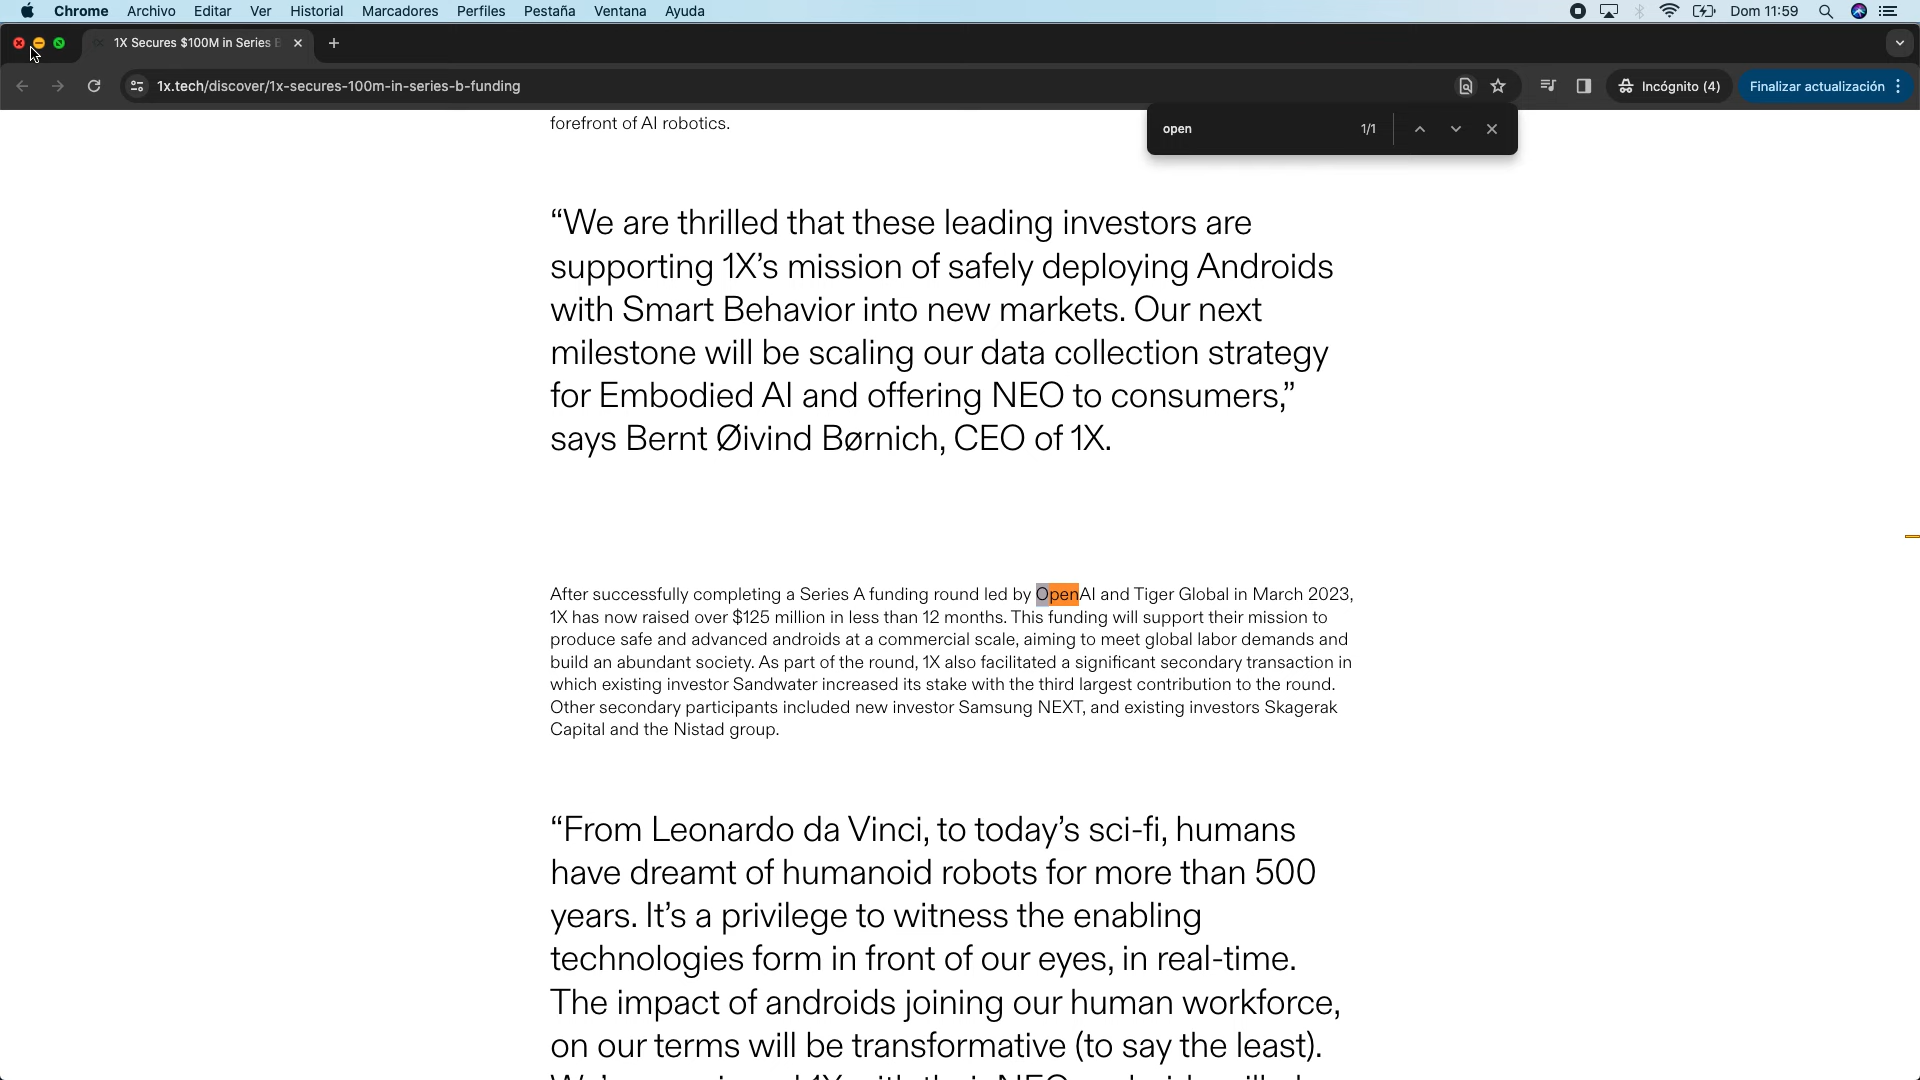 Chrome Archivo Editar Ver Historial Marcadores Perfiles Pestaña Ventana Ayuda Dom 11:59
1X Secures $100M in Series
1x.tech/discover/1x-secures-100m-in-series-b-funding Incógnito (4) Finalizar actualización
open 1/1
forefront of AI robotics.
“We are thrilled that these leading investors are
supporting 1X’s mission of safely deploying Androids
with Smart Behavior into new markets. Our next
milestone will be scaling our data collection strategy
for Embodied AI and offering NEO to consumers,”
says Bernt Øivind Børnich, CEO of 1X.
After successfully completing a Series A funding round led by OpenAI and Tiger Global in March 2023,
1X has now raised over $125 million in less than 12 months. This funding will support their mission to
produce safe and advanced androids at a commercial scale, aiming to meet global labor demands and
build an abundant society. As part of the round, 1X also facilitated a significant secondary transaction in
which existing investor Sandwater increased its stake with the third largest contribution to the round.
Other secondary participants included new investor Samsung NEXT, and existing investors Skagerak
Capital and the Nistad group.
“From Leonardo da Vinci, to today’s sci-fi, humans
have dreamt of humanoid robots for more than 500
years. It’s a privilege to witness the enabling
technologies form in front of our eyes, in real-time.
The impact of androids joining our human workforce,
on our terms will be transformative (to say the least).